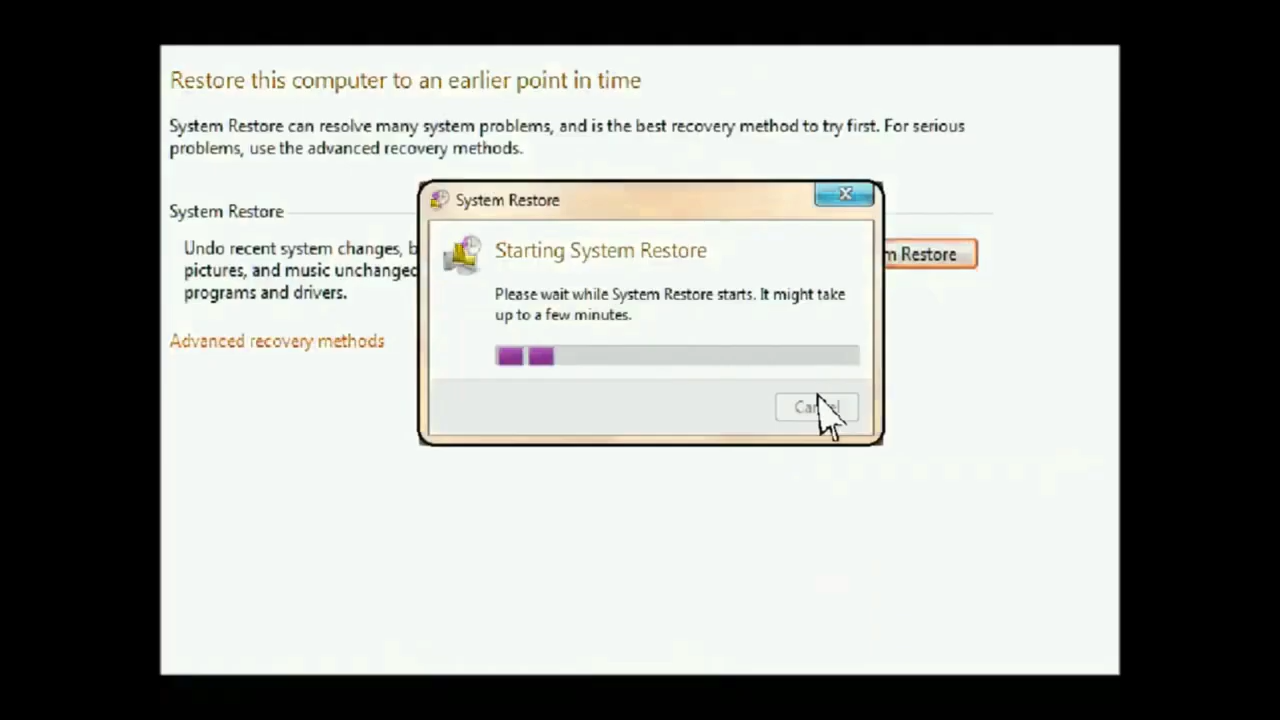 Restore this computer to an earlier point in time
System Restore can resolve many system problems, and is the best recovery method to try first. For serious
problems, use the advanced recovery methods.
System Restore
System Restore
Undo recent system changes,
pictures, and music unchanged
programs and drivers.
Restore
Advanced recovery methods
Starting System Restore
Please wait while System Restore starts. It might take
up to a few minutes.
Cancel